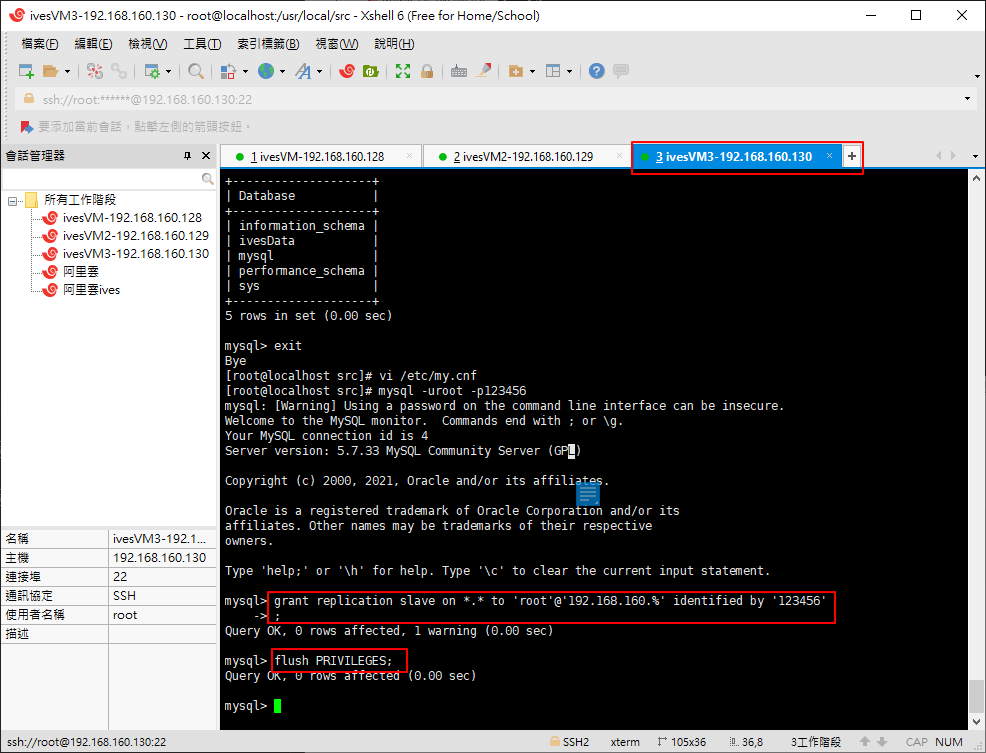 ivesVM3-192.168.160.130 - root@localhost:/usr/local/src - Xshell 6 (Free for Home/School)
檔案(F) 編輯(E) 檢視(V) 工具(T) 索引標籤(B) 視窗(W) 說明(H)
ssh://root:******@192.168.160.130:22
要添加當前會話，點擊左側的箭頭按鈕。
會話管理器
1 ivesVM-192.168.160.128 × 2 ivesVM2-192.168.160.129 × 3 ivesVM3-192.168.160.130 × +
所有工作階段
ivesVM-192.168.160.128
ivesVM2-192.168.160.129
ivesVM3-192.168.160.130
阿里雲
阿里雲ives
名稱 ivesVM3-192.1...
主機 192.168.160.130
連接埠 22
通訊協定 SSH
使用者名稱 root
描述
+-------------------+
| Database          |
+-------------------+
| information_schema |
| ivesData          |
| mysql             |
| performance_schema |
| sys               |
+-------------------+
5 rows in set (0.00 sec)
mysql> exit
Bye
[root@localhost src]# vi /etc/my.cnf
[root@localhost src]# mysql -uroot -p123456
mysql: [Warning] Using a password on the command line interface can be insecure.
Welcome to the MySQL monitor.  Commands end with ; or \g.
Your MySQL connection id is 4
Server version: 5.7.33 MySQL Community Server (GPL)
Copyright (c) 2000, 2021, Oracle and/or its affiliates.
Oracle is a registered trademark of Oracle Corporation and/or its
affiliates. Other names may be trademarks of their respective
owners.
Type 'help;' or '\h' for help. Type '\c' to clear the current input statement.
mysql> grant replication slave on *.* to 'root'@'192.168.160.%' identified by '123456'
-> ;
Query OK, 0 rows affected, 1 warning (0.00 sec)
mysql> flush PRIVILEGES;
Query OK, 0 rows affected (0.00 sec)
mysql>
ssh://root@192.168.160.130:22 SSH2 xterm 105x36 36,8 3工作階段 CAP NUM